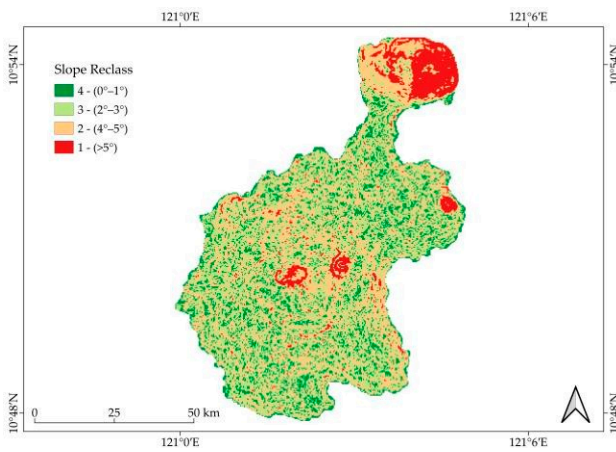 121°0′E
121°6′E
10°54′N
10°54′N
Slope Reclass
4 - (0°–1°)
3 - (2°–3°)
2 - (4°–5°)
1 - (>5°)
0
25
50 km
10°48′N
10°48′N
121°0′E
121°6′E